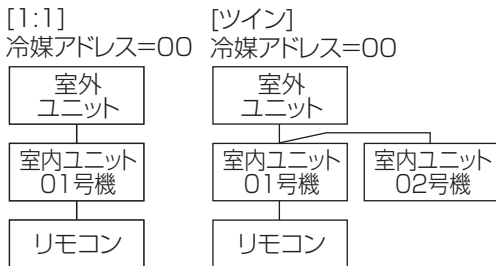 [1:1]
冷媒アドレス=00
室外
ユニット
室内ユニット
01号機
リモコン
[ツイン]
冷媒アドレス=00
室外
ユニット
室内ユニット
01号機
室内ユニット
02号機
リモコン